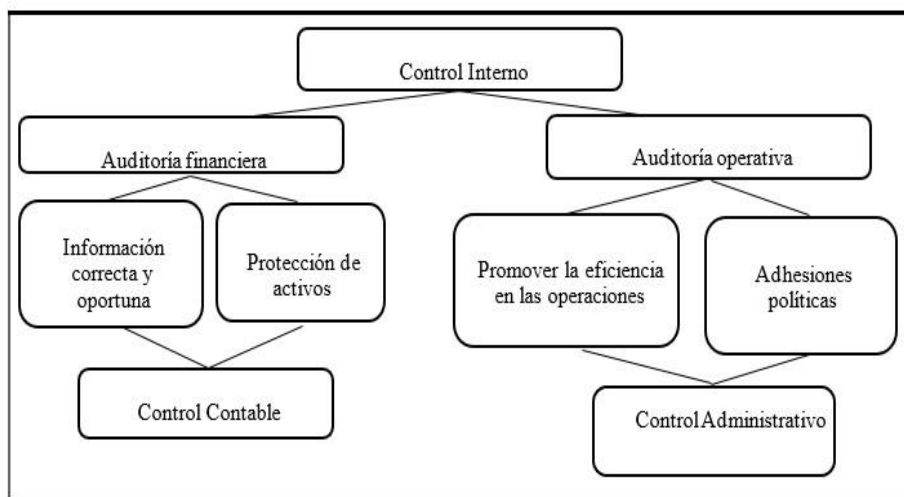 Control Interno
Auditoría financiera
Auditoría operativa
Información
correcta y
oportuna
Protección de
activos
Promover la eficiencia
en las operaciones
Adhesiones
políticas
Control Contable
Control Administrativo